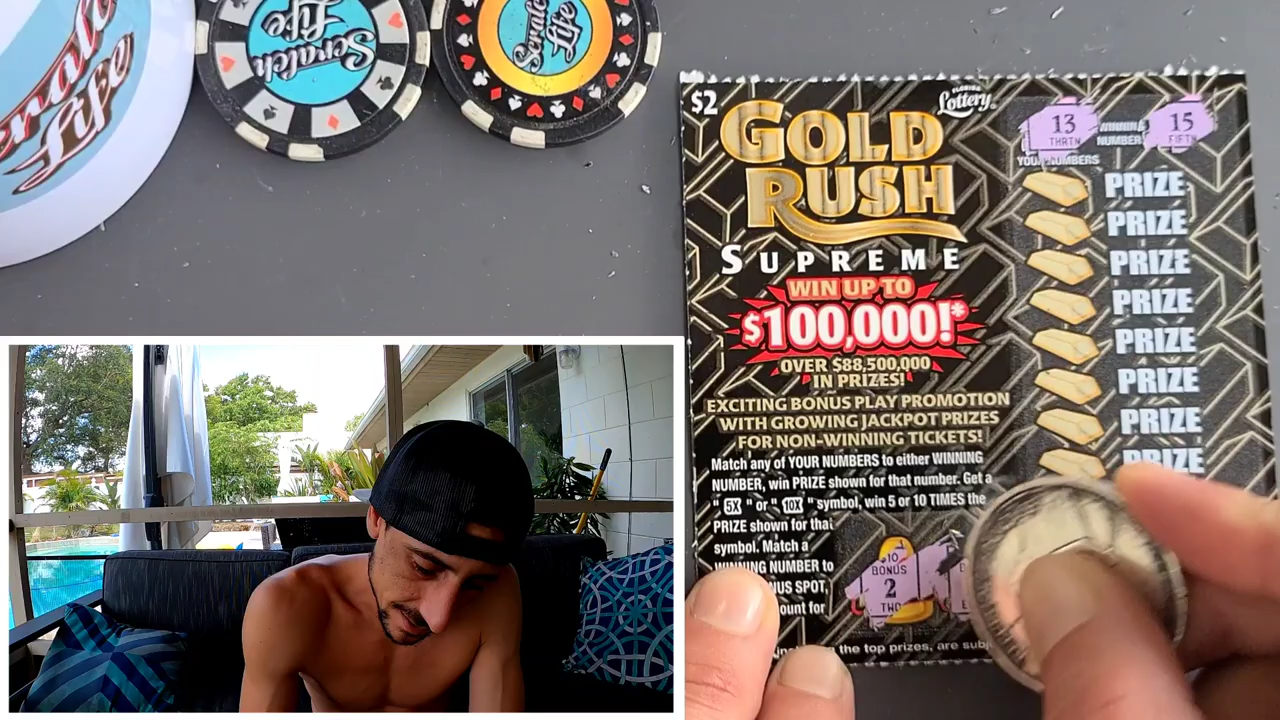 Scratch
Life
Scratch
Life
Scratch
Life
$2
GOLD
RUSH
SUPREME
WIN UP TO
$100,000!*
OVER $88,500,000
IN PRIZES!
EXCITING BONUS PLAY PROMOTION
WITH GROWING JACKPOT PRIZES
FOR NON-WINNING TICKETS!
Match any of YOUR NUMBERS to either WINNING
NUMBER, win PRIZE shown for that number. Get a
"5X" or "10X" symbol, win 5 or 10 TIMES the
PRIZE shown for that
symbol. Match a
WINNING NUMBER to
SPOT,
for
10
BONUS
2
TWO
the top prizes, are
FLORIDA
Lottery
13
THRTN
WINNING
NUMBER
15
FIFTN
YOUR NUMBERS
PRIZE
PRIZE
PRIZE
PRIZE
PRIZE
PRIZE
PRIZE
PRIZE